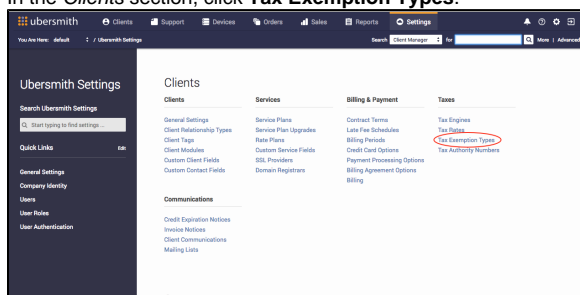 In the Clients section, click Tax Exemption Types.
ubersmith Clients Support Devices Orders Sales Reports Settings
You Are Here: default / Ubersmith Settings Search Client Manager for More | Advanced
Ubersmith Settings
Search Ubersmith Settings
Start typing to find settings ...
Quick Links Edit
General Settings
Company Identity
Users
User Roles
User Authentication
Clients
Clients
General Settings
Client Relationship Types
Client Tags
Client Modules
Custom Client Fields
Custom Contact Fields
Services
Service Plans
Service Plan Upgrades
Rate Plans
Custom Service Fields
SSL Providers
Domain Registrars
Billing & Payment
Contract Terms
Late Fee Schedules
Billing Periods
Credit Card Options
Payment Processing Options
Billing Agreement Options
Billing
Taxes
Tax Engines
Tax Rates
Tax Exemption Types
Tax Authority Numbers
Communications
Credit Expiration Notices
Invoice Notices
Client Communications
Mailing Lists